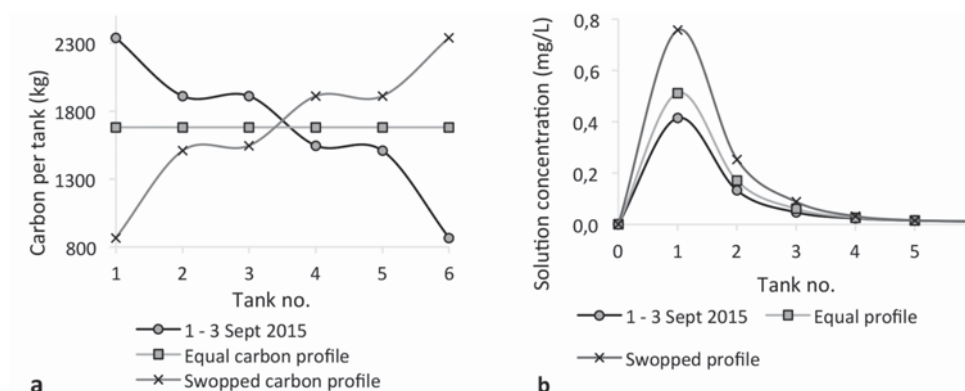 Carbon per tank (kg)
2300
1800
1300
800
1 2 3 4 5 6
Tank no.
1 - 3 Sept 2015
Equal carbon profile
Swopped carbon profile
a
Solution concentration (mg/L)
0,8
0,6
0,4
0,2
0,0
0 1 2 3 4 5
Tank no.
1 - 3 Sept 2015 Equal profile
Swopped profile
b